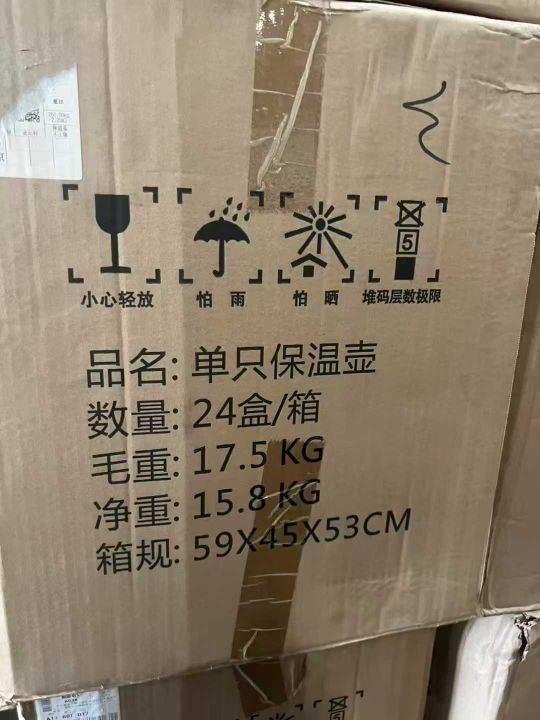 小心轻放 怕雨 怕晒 堆码层数极限
5
品名: 单只保温壶
数量: 24盒/箱
毛重: 17.5 KG
净重: 15.8 KG
箱规: 59X45X53CM